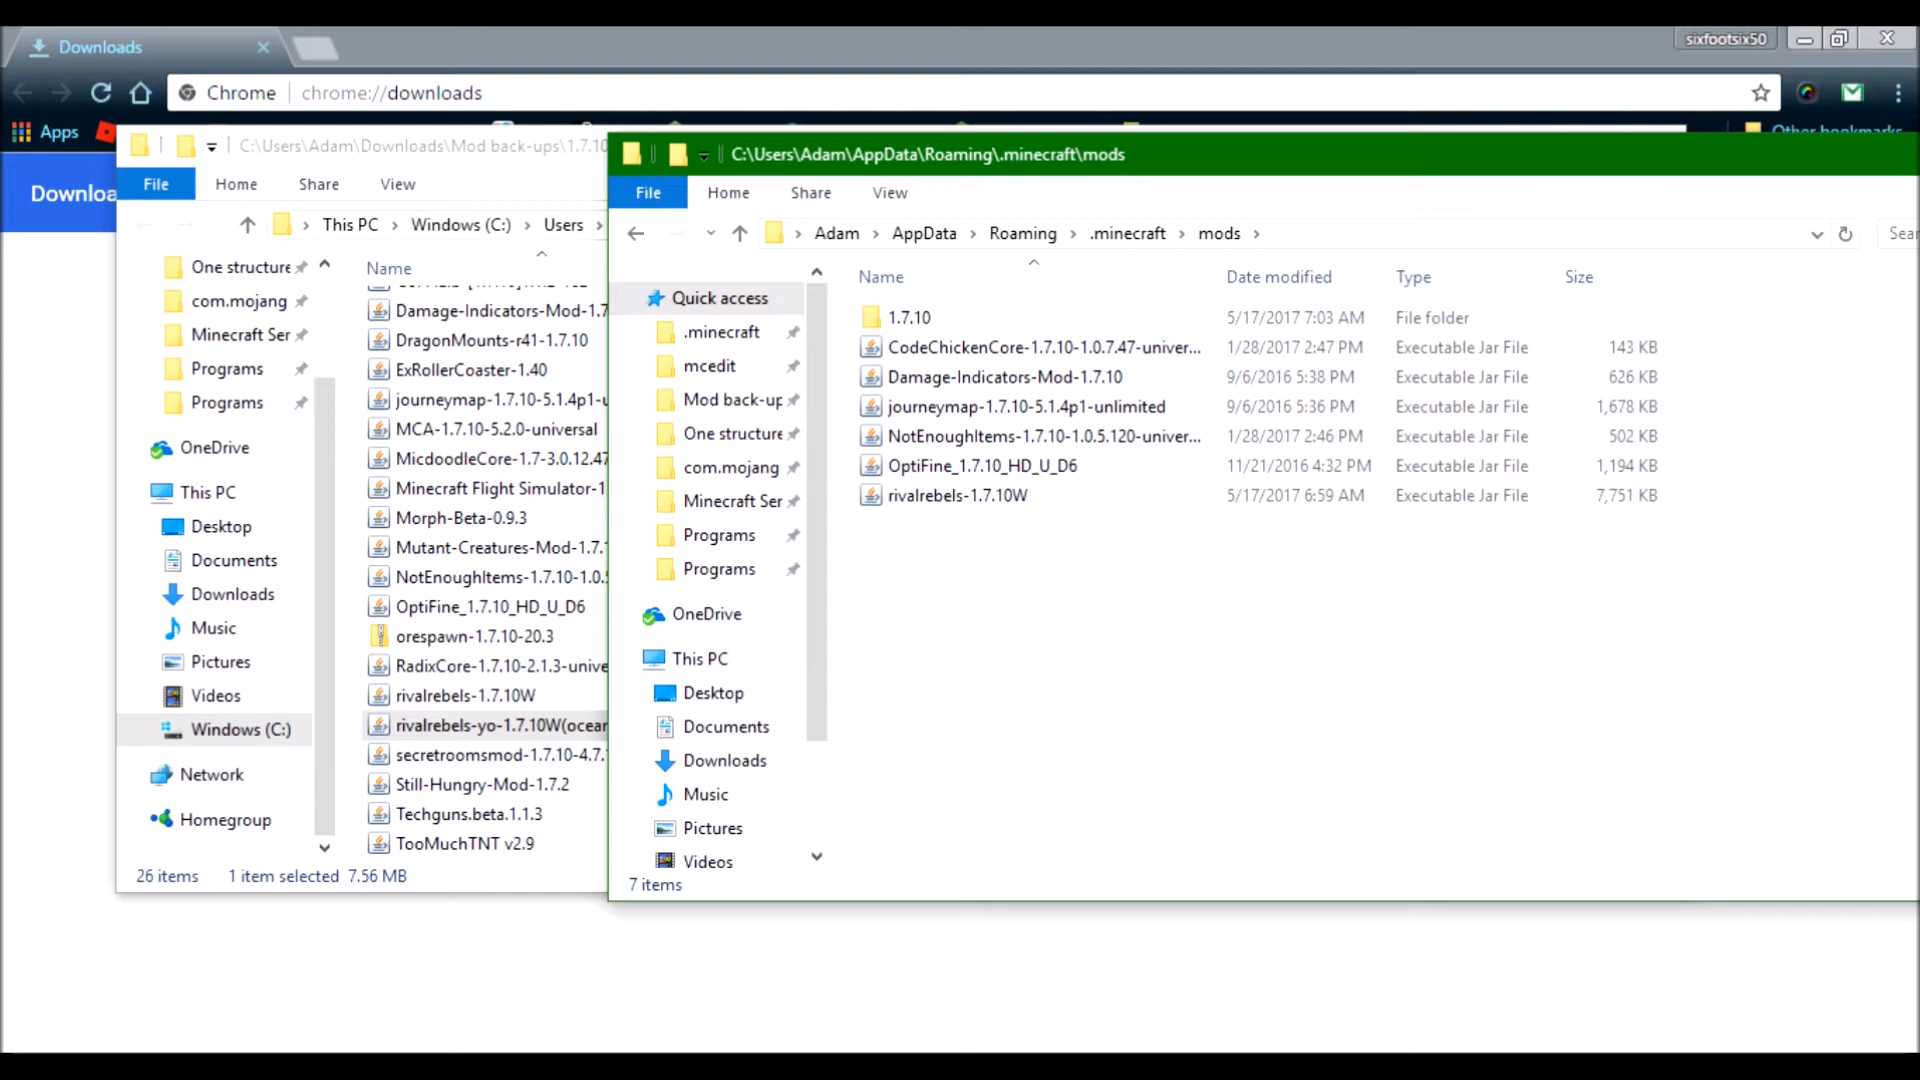 Downloads
sixfootsix50
Chrome chrome://downloads
Apps
Other bookmarks
Downloa
C:\Users\Adam\Downloads\Mod back-ups\1.7.10
File Home Share View
This PC > Windows (C:) > Users >
One structure
com.mojang
Minecraft Ser
Programs
Programs
OneDrive
This PC
Desktop
Documents
Downloads
Music
Pictures
Videos
Windows (C:)
Network
Homegroup
Name
Damage-Indicators-Mod-1.7
DragonMounts-r41-1.7.10
ExRollerCoaster-1.40
journeymap-1.7.10-5.1.4p1-u
MCA-1.7.10-5.2.0-universal
MicdoodleCore-1.7-3.0.12.47
Minecraft Flight Simulator-1
Morph-Beta-0.9.3
Mutant-Creatures-Mod-1.7.1
NotEnoughItems-1.7.10-1.0.5
OptiFine_1.7.10_HD_U_D6
orespawn-1.7.10-20.3
RadixCore-1.7.10-2.1.3-unive
rivalrebels-1.7.10W
rivalrebels-yo-1.7.10W(ocean
secretroomsmod-1.7.10-4.7.1
Still-Hungry-Mod-1.7.2
Techguns.beta.1.1.3
TooMuchTNT v2.9
26 items 1 item selected 7.56 MB
C:\Users\Adam\AppData\Roaming\.minecraft\mods
File Home Share View
> Adam > AppData > Roaming > .minecraft > mods >
Sear
Quick access
.minecraft
mcedit
Mod back-up
One structure
com.mojang
Minecraft Ser
Programs
Programs
OneDrive
This PC
Desktop
Documents
Downloads
Music
Pictures
Videos
Name Date modified Type Size
1.7.10 5/17/2017 7:03 AM File folder
CodeChickenCore-1.7.10-1.0.7.47-univer... 1/28/2017 2:47 PM Executable Jar File 143 KB
Damage-Indicators-Mod-1.7.10 9/6/2016 5:38 PM Executable Jar File 626 KB
journeymap-1.7.10-5.1.4p1-unlimited 9/6/2016 5:36 PM Executable Jar File 1,678 KB
NotEnoughItems-1.7.10-1.0.5.120-univer... 1/28/2017 2:46 PM Executable Jar File 502 KB
OptiFine_1.7.10_HD_U_D6 11/21/2016 4:32 PM Executable Jar File 1,194 KB
rivalrebels-1.7.10W 5/17/2017 6:59 AM Executable Jar File 7,751 KB
7 items